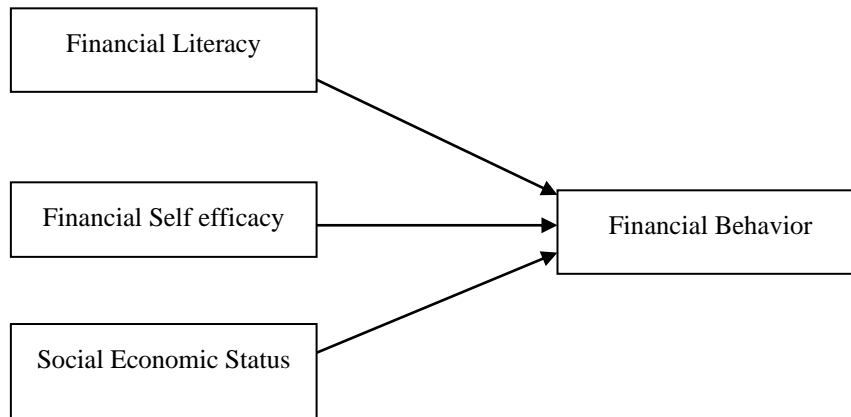 Financial Literacy
Financial Self efficacy
Financial Behavior
Social Economic Status